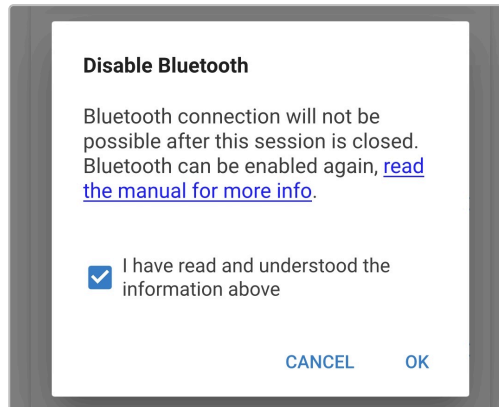 Disable Bluetooth
Bluetooth connection will not be
possible after this session is closed.
Bluetooth can be enabled again, read
the manual for more info.
I have read and understood the
information above
CANCEL OK